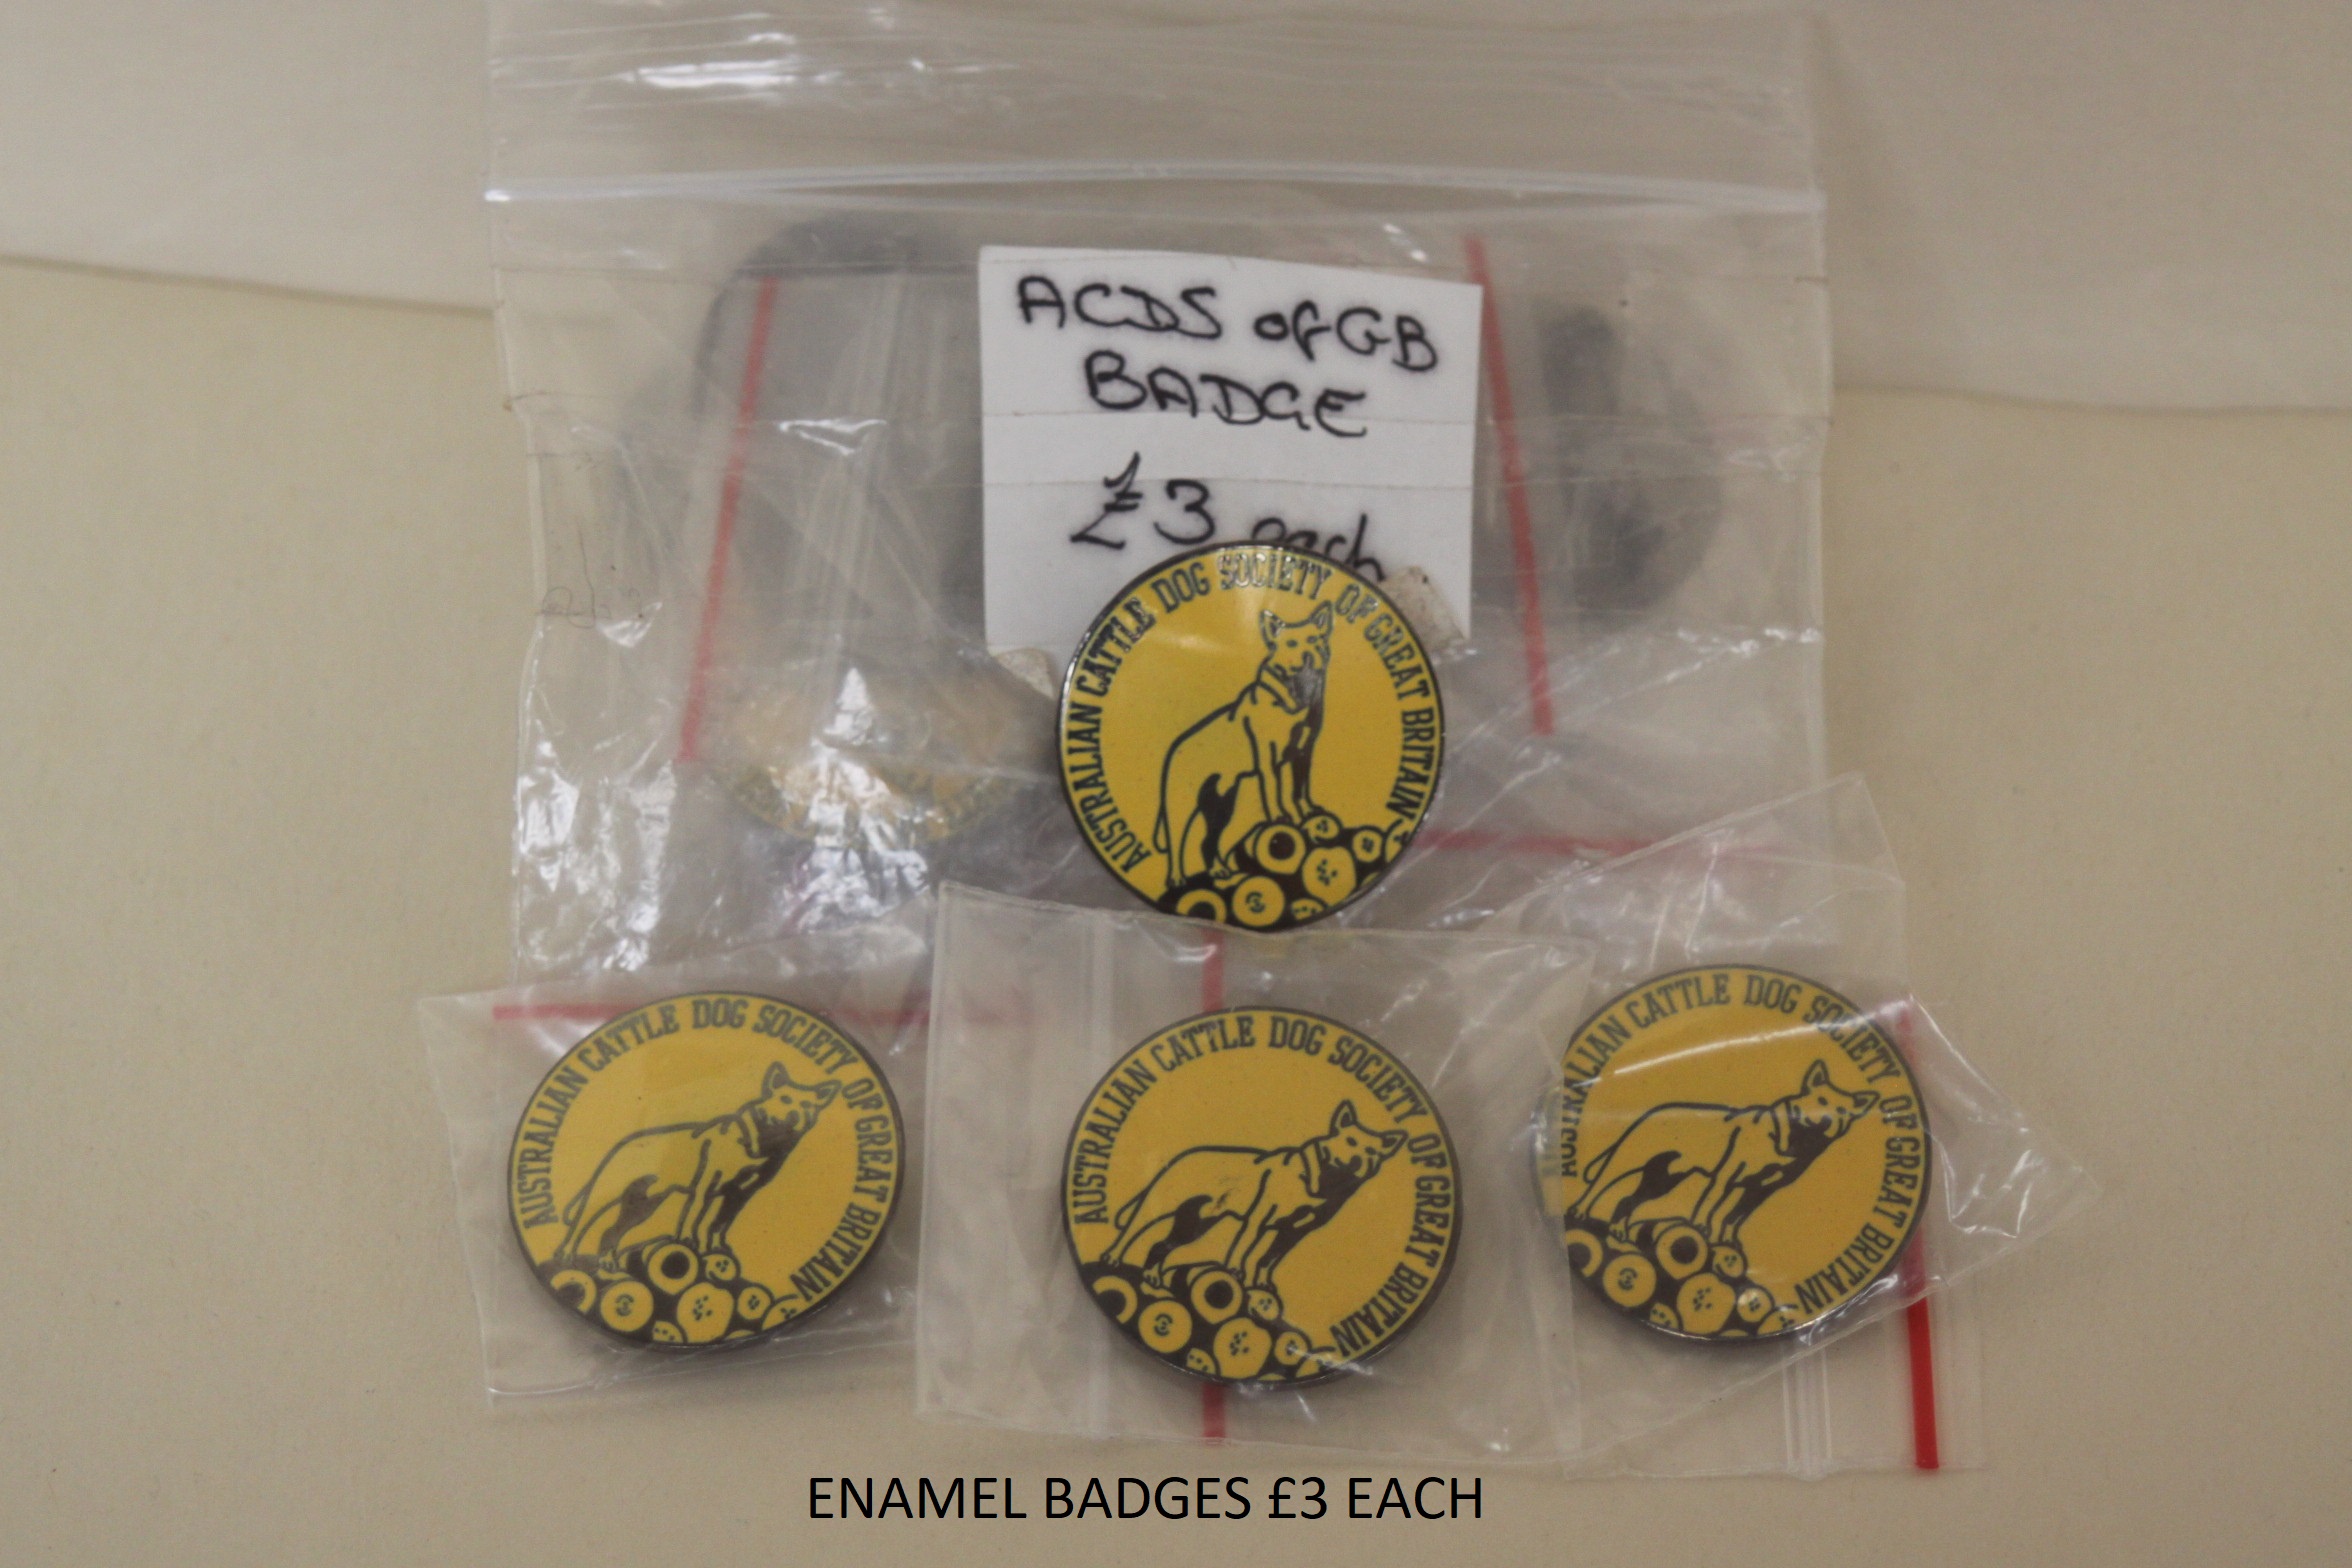 ACDS of GB
BADGE
£3 each
AUSTRALIAN CATTLE DOG SOCIETY OF GREAT BRITAIN
AUSTRALIAN CATTLE DOG SOCIETY OF GREAT BRITAIN
AUSTRALIAN CATTLE DOG SOCIETY OF GREAT BRITAIN
AUSTRALIAN CATTLE DOG SOCIETY OF GREAT BRITAIN
ENAMEL BADGES £3 EACH